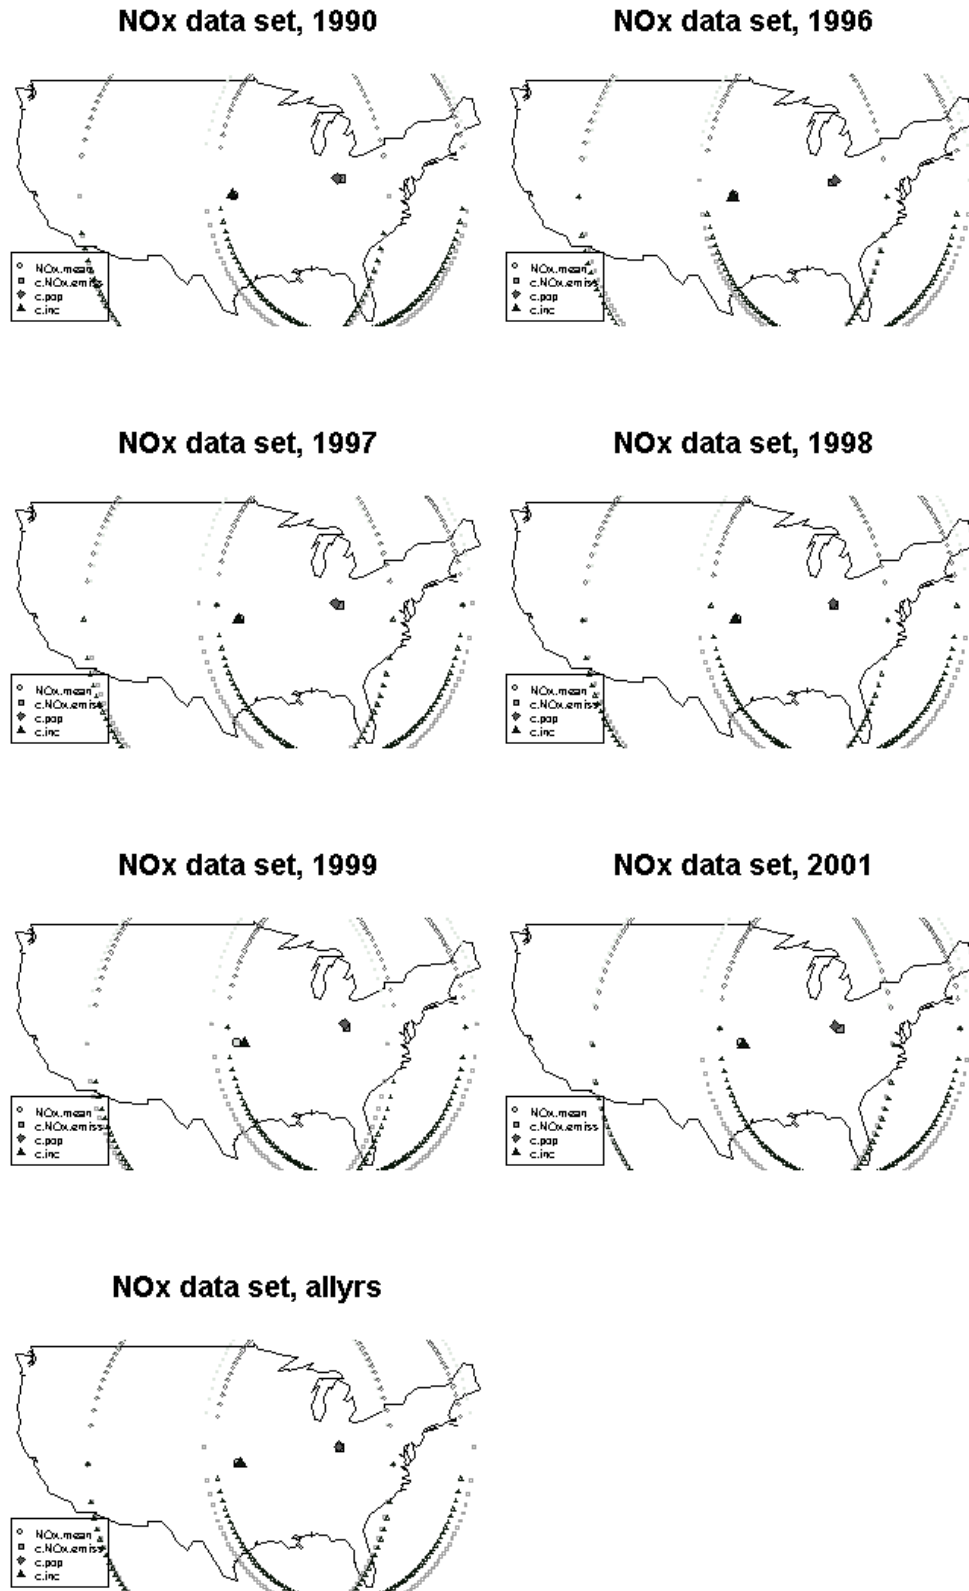 NOx data set, 1990
NOx data set, 1996
NOx.mean
c.NOx.emiss
c.pop
c.inc
NOx.mean
c.NOx.emiss
c.pop
c.inc
NOx data set, 1997
NOx data set, 1998
NOx.mean
c.NOx.emiss
c.pop
c.inc
NOx.mean
c.NOx.emiss
c.pop
c.inc
NOx data set, 1999
NOx data set, 2001
NOx.mean
c.NOx.emiss
c.pop
c.inc
NOx.mean
c.NOx.emiss
c.pop
c.inc
NOx data set, allyrs
NOx.mean
c.NOx.emiss
c.pop
c.inc